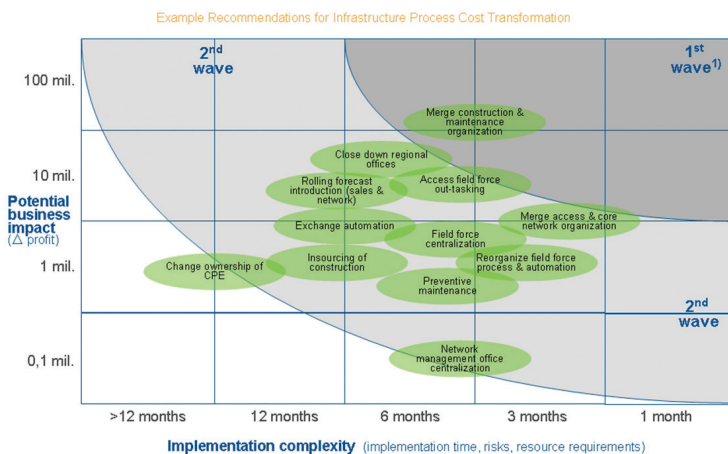 Example Recommendations for Infrastructure Process Cost Transformation
2nd
wave
1st
wave1)
100 mil.
Merge construction &
maintenance
organization
Close down regional
offices
10 mil.
Rolling forecast
introduction (sales &
network)
Access field force
out-tasking
Potential
business
impact
(△ profit)
Exchange automation
Field force
centralization
Merge access & core
network organization
1 mil.
Change ownership of
CPE
Insourcing of
construction
Reorganize field force
process & automation
Preventive
maintenance
2nd
wave
0,1 mil.
Network
management office
centralization
>12 months
12 months
6 months
3 months
1 month
Implementation complexity (implementation time, risks, resource requirements)